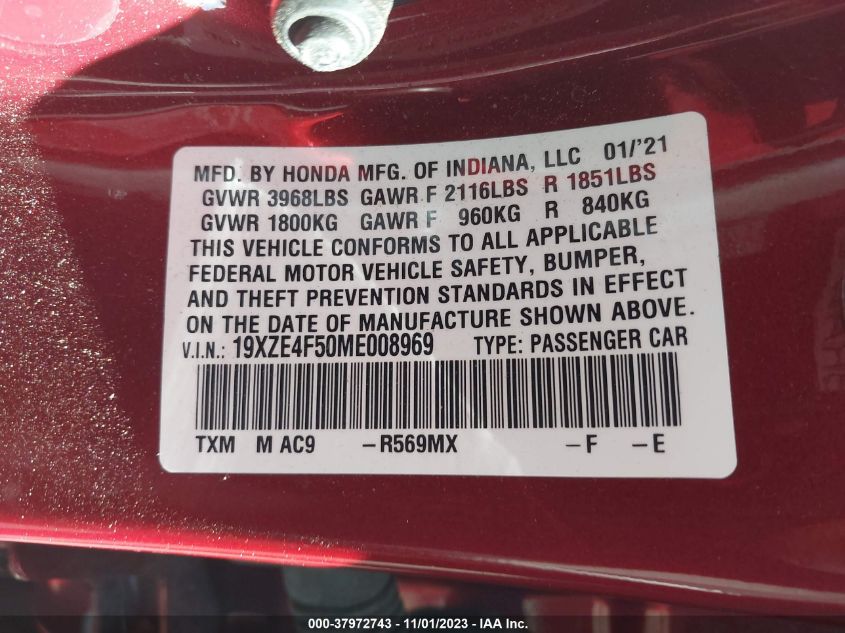 MFD. BY HONDA MFG. OF INDIANA, LLC 01/'21
GVWR 3968LBS GAWR F 2116LBS R 1851LBS
GVWR 1800KG GAWR F 960KG R 840KG
THIS VEHICLE CONFORMS TO ALL APPLICABLE
FEDERAL MOTOR VEHICLE SAFETY, BUMPER,
AND THEFT PREVENTION STANDARDS IN EFFECT
ON THE DATE OF MANUFACTURE SHOWN ABOVE.
V.I.N.: 19XZE4F50ME008969 TYPE: PASSENGER CAR
TXM M AC9 -R569MX -F -E
000-37972743 - 11/01/2023 - IAA Inc.